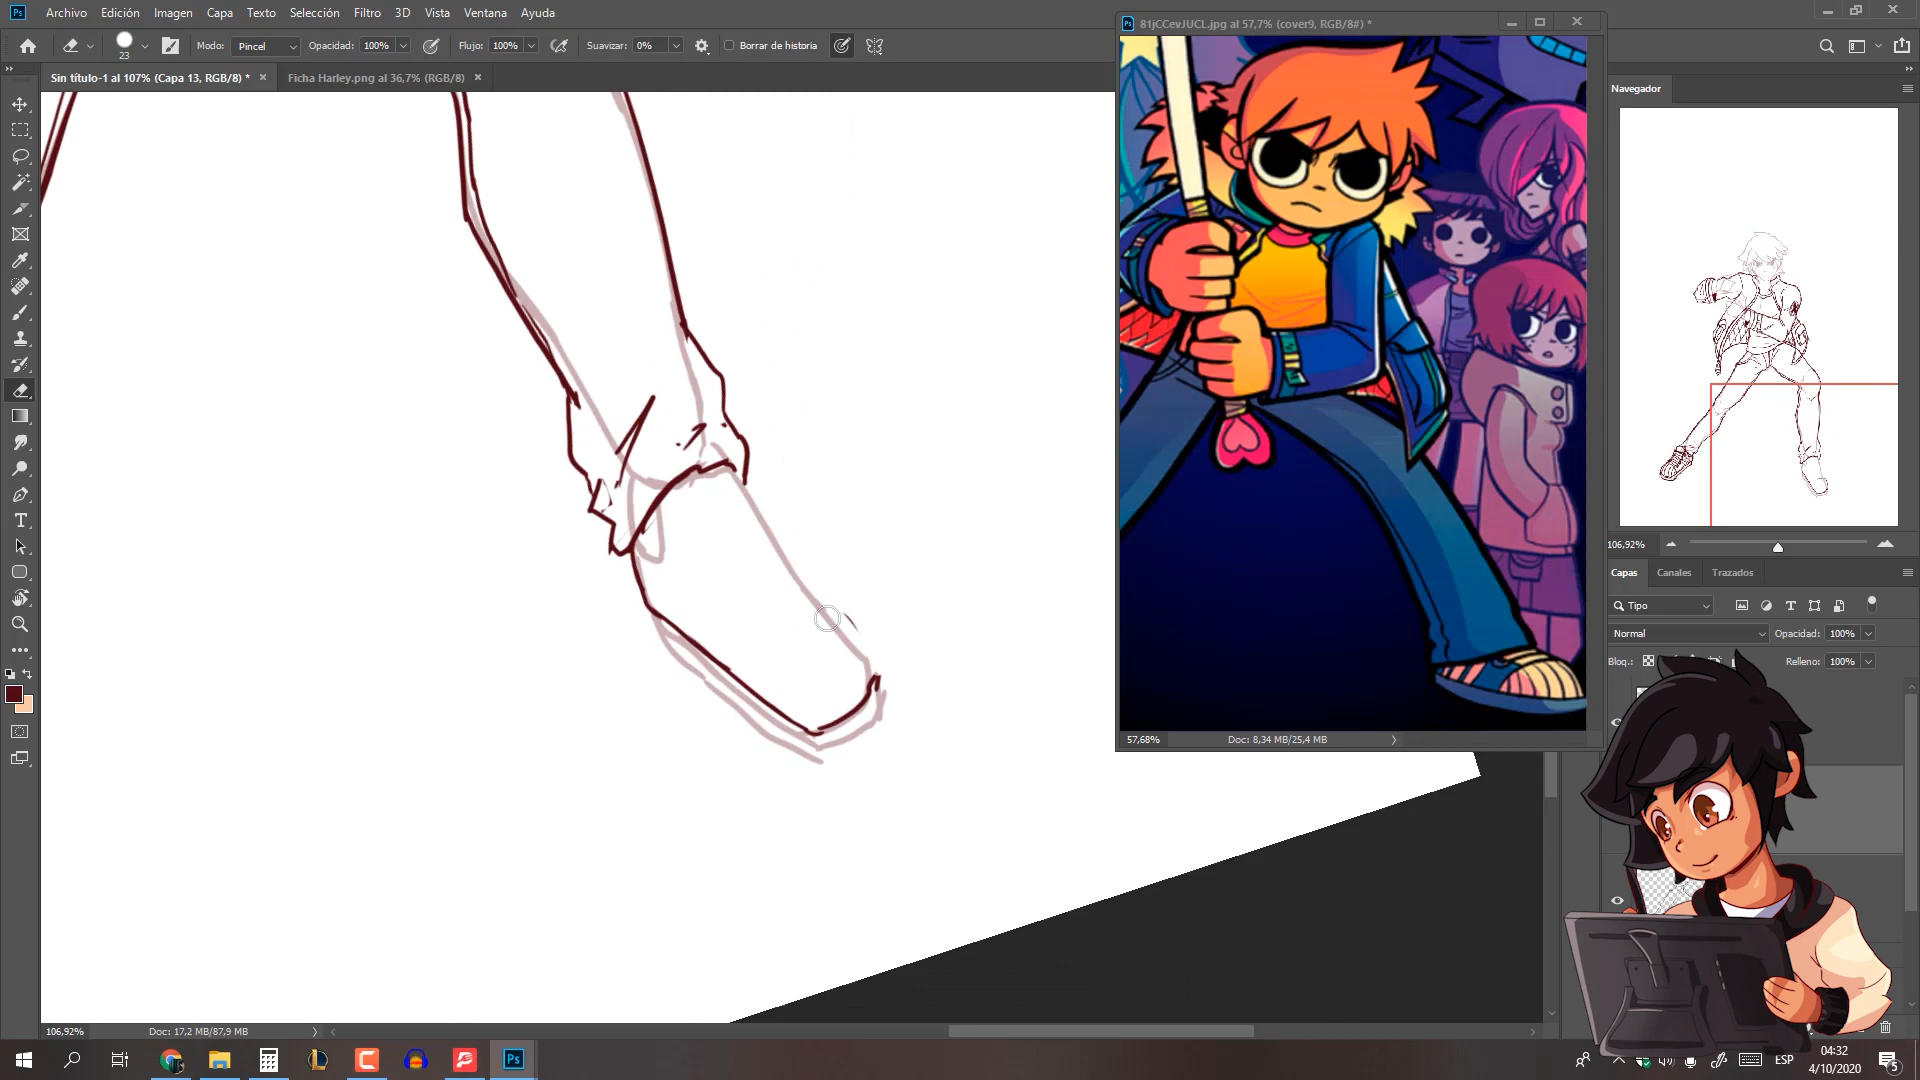 Archivo Edición Imagen Capa Texto Selección Filtro 3D Vista Ventana Ayuda
81jCCevJUCL.jpg al 57,7% (cover9, RGB/8#) *
23 Modo: Pincel Opacidad: 100% Flujo: 100% Suavizar: 0% Borrar de historia
Sin título-1 al 107% (Capa 13, RGB/8) * Ficha Harley.png al 36,7% (RGB/8)
Navegador
106,92%
Capas Canales Trazados
Tipo
Normal Opacidad: 100%
Bloq.: Relleno: 100%
57,68% Doc: 8,34 MB/25,4 MB
106,92% Doc: 17,2 MB/87,9 MB
ESP
04:32
4/10/2020
5